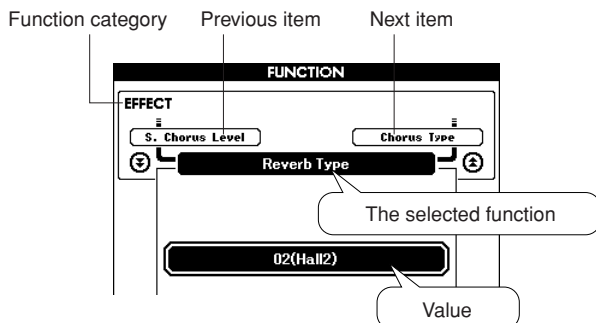 Function category
Previous item
Next item
FUNCTION
EFFECT
S. Chorus Level
Chorus Type
Reverb Type
The selected function
02(Hall2)
Value